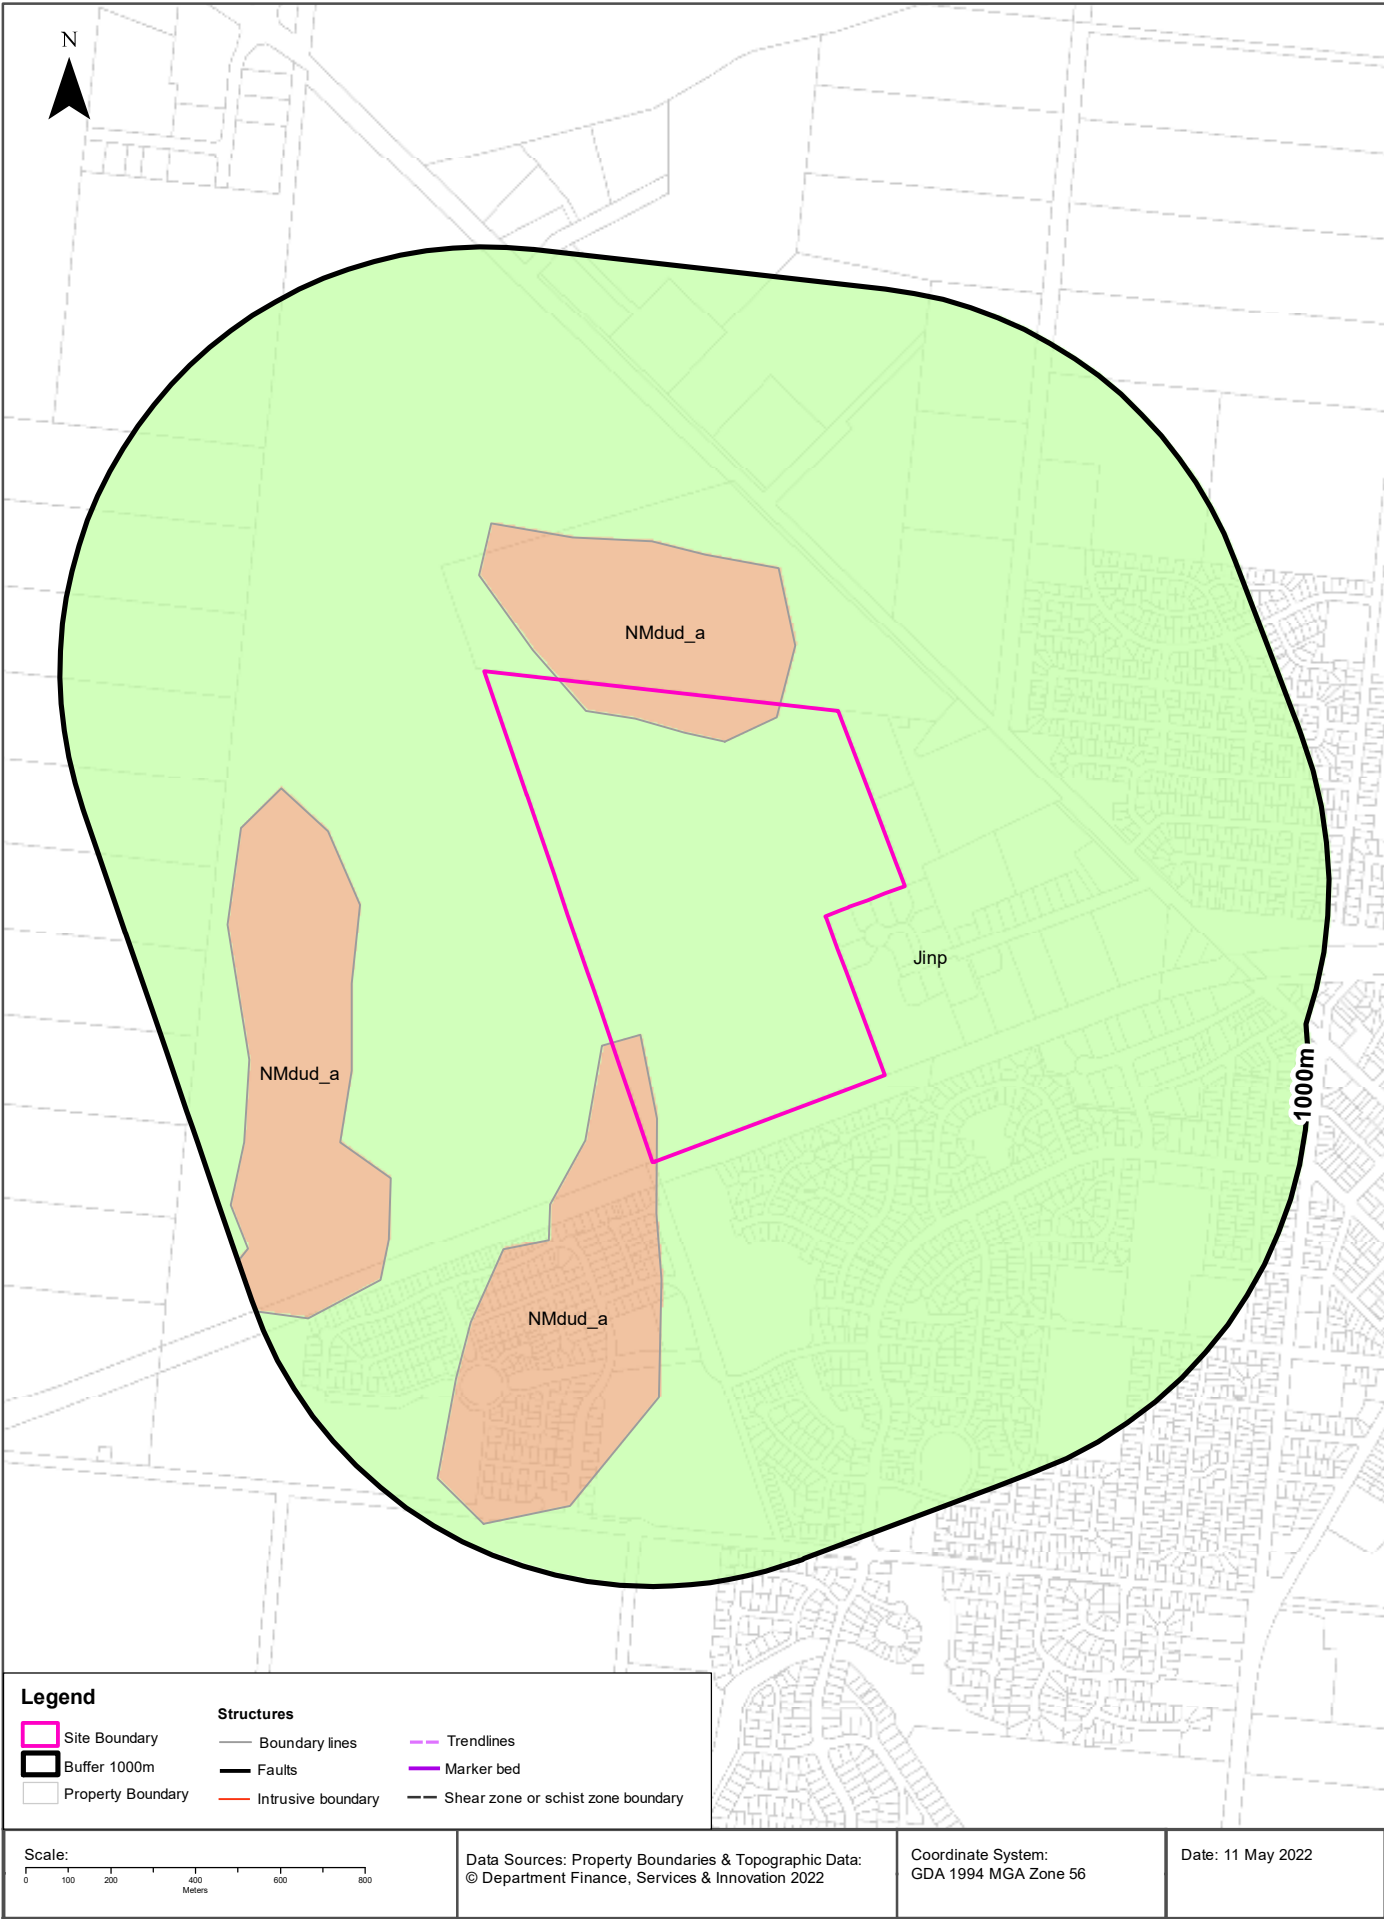 N
NMdud_a
Jinp
NMdud_a
1000m
NMdud_a
Legend
Site Boundary
Buffer 1000m
Property Boundary
Structures
Boundary lines
Faults
Intrusive boundary
Trendlines
Marker bed
Shear zone or schist zone boundary
Scale:
0 100 200 400 600 800
Meters
Data Sources: Property Boundaries & Topographic Data:
© Department Finance, Services & Innovation 2022
Coordinate System:
GDA 1994 MGA Zone 56
Date: 11 May 2022